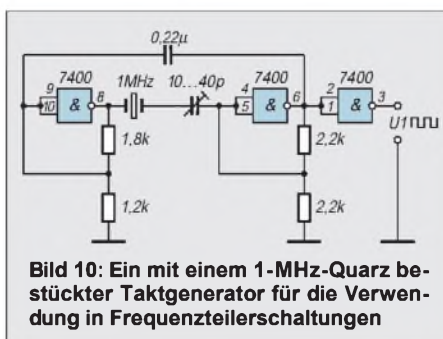 0,22µ
7400 1MHz 10...40p 7400 7400
9 8 4 6 2 3
10 & 5 & 1 &
U1
1,8k 2,2k
1,2k 2,2k
Bild 10: Ein mit einem 1-MHz-Quarz be-
stückter Taktgenerator für die Verwen-
dung in Frequenzteilerschaltungen